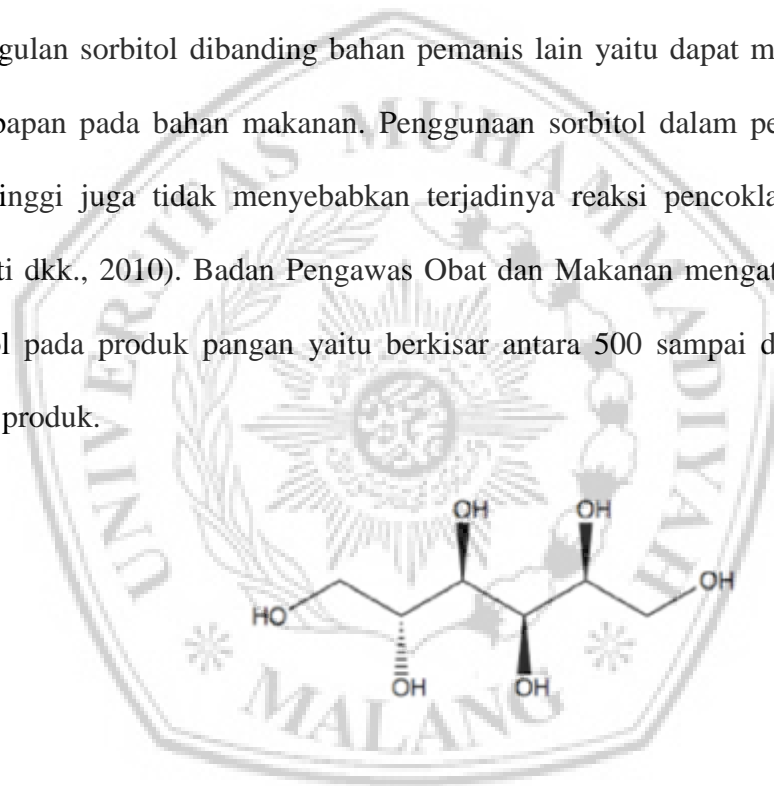 gulan sorbitol dibanding bahan pemanis lain yaitu dapat m
bapan pada bahan makanan. Penggunaan sorbitol dalam pe
inggi juga tidak menyebabkan terjadinya reaksi pencokla
ti dkk., 2010). Badan Pengawas Obat dan Makanan mengat
l pada produk pangan yaitu berkisar antara 500 sampai d
produk.
UNIVERSITAS MUHAMMADIYAH
OH OH
OH
HO
OH OH
MALANG